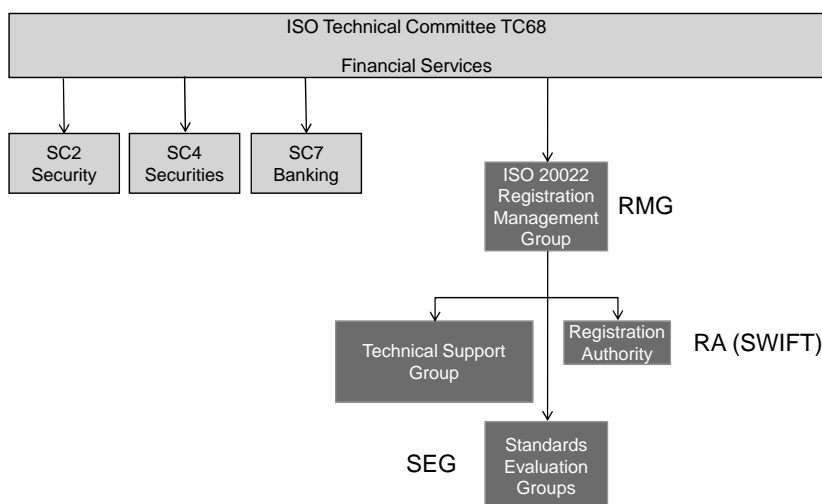 ISO Technical Committee TC68
Financial Services
SC2
Security
SC4
Securities
SC7
Banking
ISO 20022
Registration
Management
Group
RMG
Technical Support
Group
Registration
Authority
RA (SWIFT)
SEG
Standards
Evaluation
Groups